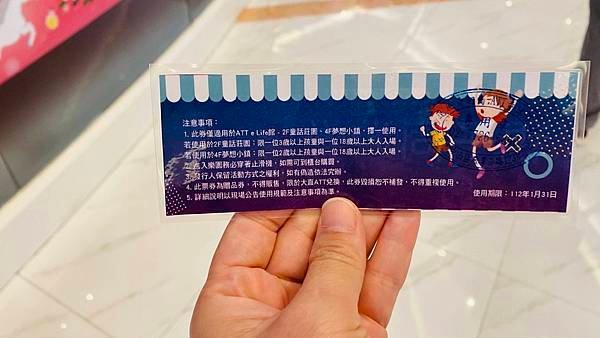 注意事項：
1. 此券僅適用於ATT e Life館，2F童話莊園、4F夢想小鎮，擇一使用。
若使用於2F童話莊園：限一位3歲以上孩童與一位18歲以上大人入場。
若使用於4F夢想小鎮：限一位2歲以上孩童與一位18歲以上大人入場。
2. 此入樂園務必穿著止滑襪，如需可到櫃台購買。
3. 發行人保留活動方式之權利，如有偽造依法究辦。
4. 此票券為贈品券，不得販售，限於大直ATT兌換，此券毀損恕不補發，不得重複使用。
5. 詳細說明以現場公告使用規範及注意事項為準。
使用期限：112年1月31日